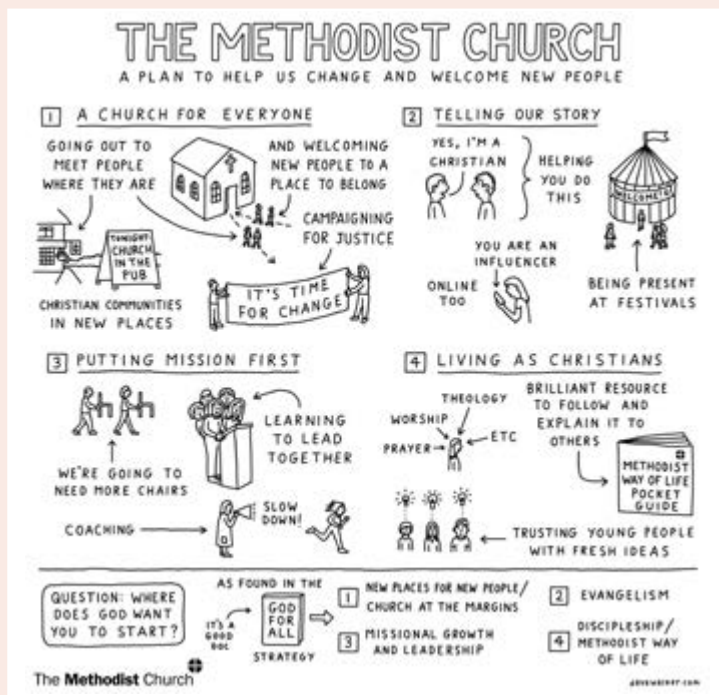 THE METHODIST CHURCH
A PLAN TO HELP US CHANGE AND WELCOME NEW PEOPLE
1 A CHURCH FOR EVERYONE
GOING OUT TO
MEET PEOPLE
WHERE THEY ARE
AND WELCOMING
NEW PEOPLE TO A
PLACE TO BELONG
TONIGHT:
CHURCH
IN THE
PUB
CHRISTIAN COMMUNITIES
IN NEW PLACES
CAMPAIGNING
FOR JUSTICE
IT'S TIME
FOR CHANGE
2 TELLING OUR STORY
YES, I'M A
CHRISTIAN
HELPING
YOU DO
THIS
WELCOME
YOU ARE AN
INFLUENCER
ONLINE
TOO
BEING PRESENT
AT FESTIVALS
3 PUTTING MISSION FIRST
WE'RE GOING TO
NEED MORE CHAIRS
LEARNING
TO LEAD
TOGETHER
COACHING
SLOW
DOWN!
4 LIVING AS CHRISTIANS
THEOLOGY
WORSHIP
PRAYER
ETC
BRILLIANT RESOURCE
TO FOLLOW AND
EXPLAIN IT TO
OTHERS
METHODIST
WAY OF LIFE
POCKET
GUIDE
TRUSTING YOUNG PEOPLE
WITH FRESH IDEAS
QUESTION: WHERE
DOES GOD WANT
YOU TO START?
AS FOUND IN THE
IT'S A
GOOD
DOC
GOD
FOR
ALL
STRATEGY
1 NEW PLACES FOR NEW PEOPLE/
CHURCH AT THE MARGINS
2 EVANGELISM
3 MISSIONAL GROWTH
AND LEADERSHIP
4 DISCIPLESHIP/
METHODIST WAY
OF LIFE
The Methodist Church
davewalker.com